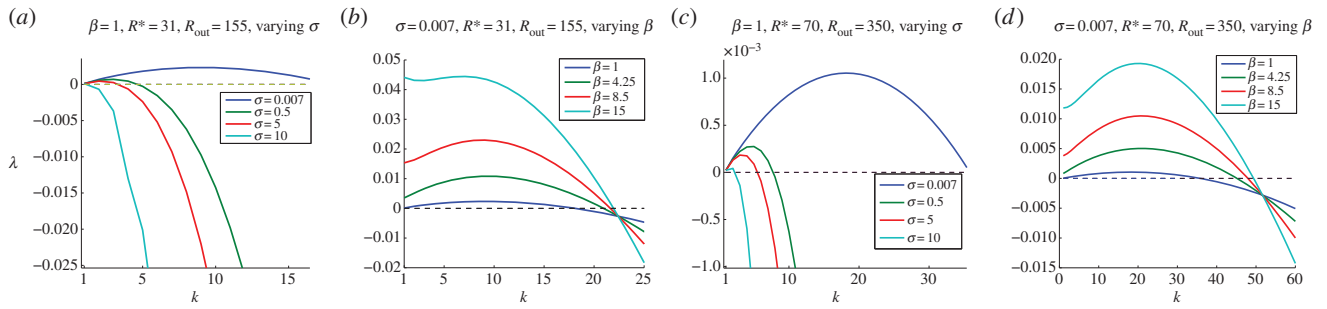 (a)
β = 1, R* = 31, R_out = 155, varying σ
0
−0.005
−0.010
−0.015
−0.020
−0.025
λ
1 5 10 15
k
σ = 0.007
σ = 0.5
σ = 5
σ = 10
(b)
σ = 0.007, R* = 31, R_out = 155, varying β
0.05
0.04
0.03
0.02
0.01
0
−0.01
0.02
1 5 10 15 20 25
k
β = 1
β = 4.25
β = 8.5
β = 15
(c)
β = 1, R* = 70, R_out = 350, varying σ
×10⁻³
1.0
0.5
0
−0.5
−1.0
1 10 20 30
k
σ = 0.007
σ = 0.5
σ = 5
σ = 10
(d)
σ = 0.007, R* = 70, R_out = 350, varying β
0.020
0.015
0.010
0.005
0
−0.005
−0.010
−0.015
0 10 20 30 40 50 60
k
β = 1
β = 4.25
β = 8.5
β = 15